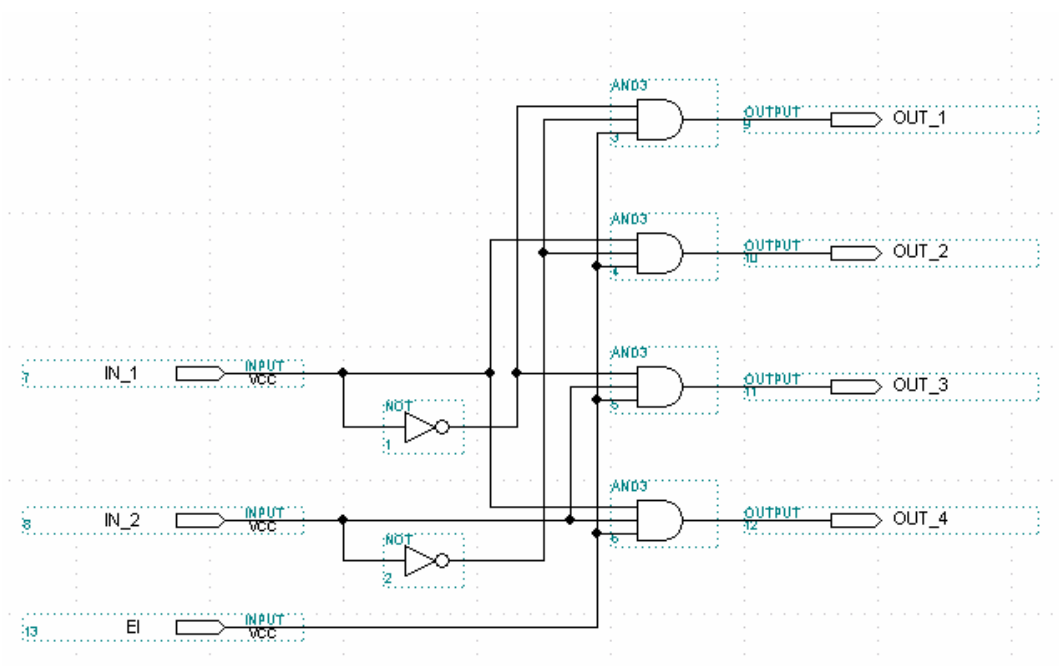 AND3
OUTPUT
3
9
OUT_1
AND3
OUTPUT
4
10
OUT_2
AND3
7
IN_1
INPUT
VCC
OUTPUT
5
11
OUT_3
NOT
1
AND3
8
IN_2
INPUT
VCC
OUTPUT
6
12
OUT_4
NOT
2
13
EI
INPUT
VCC